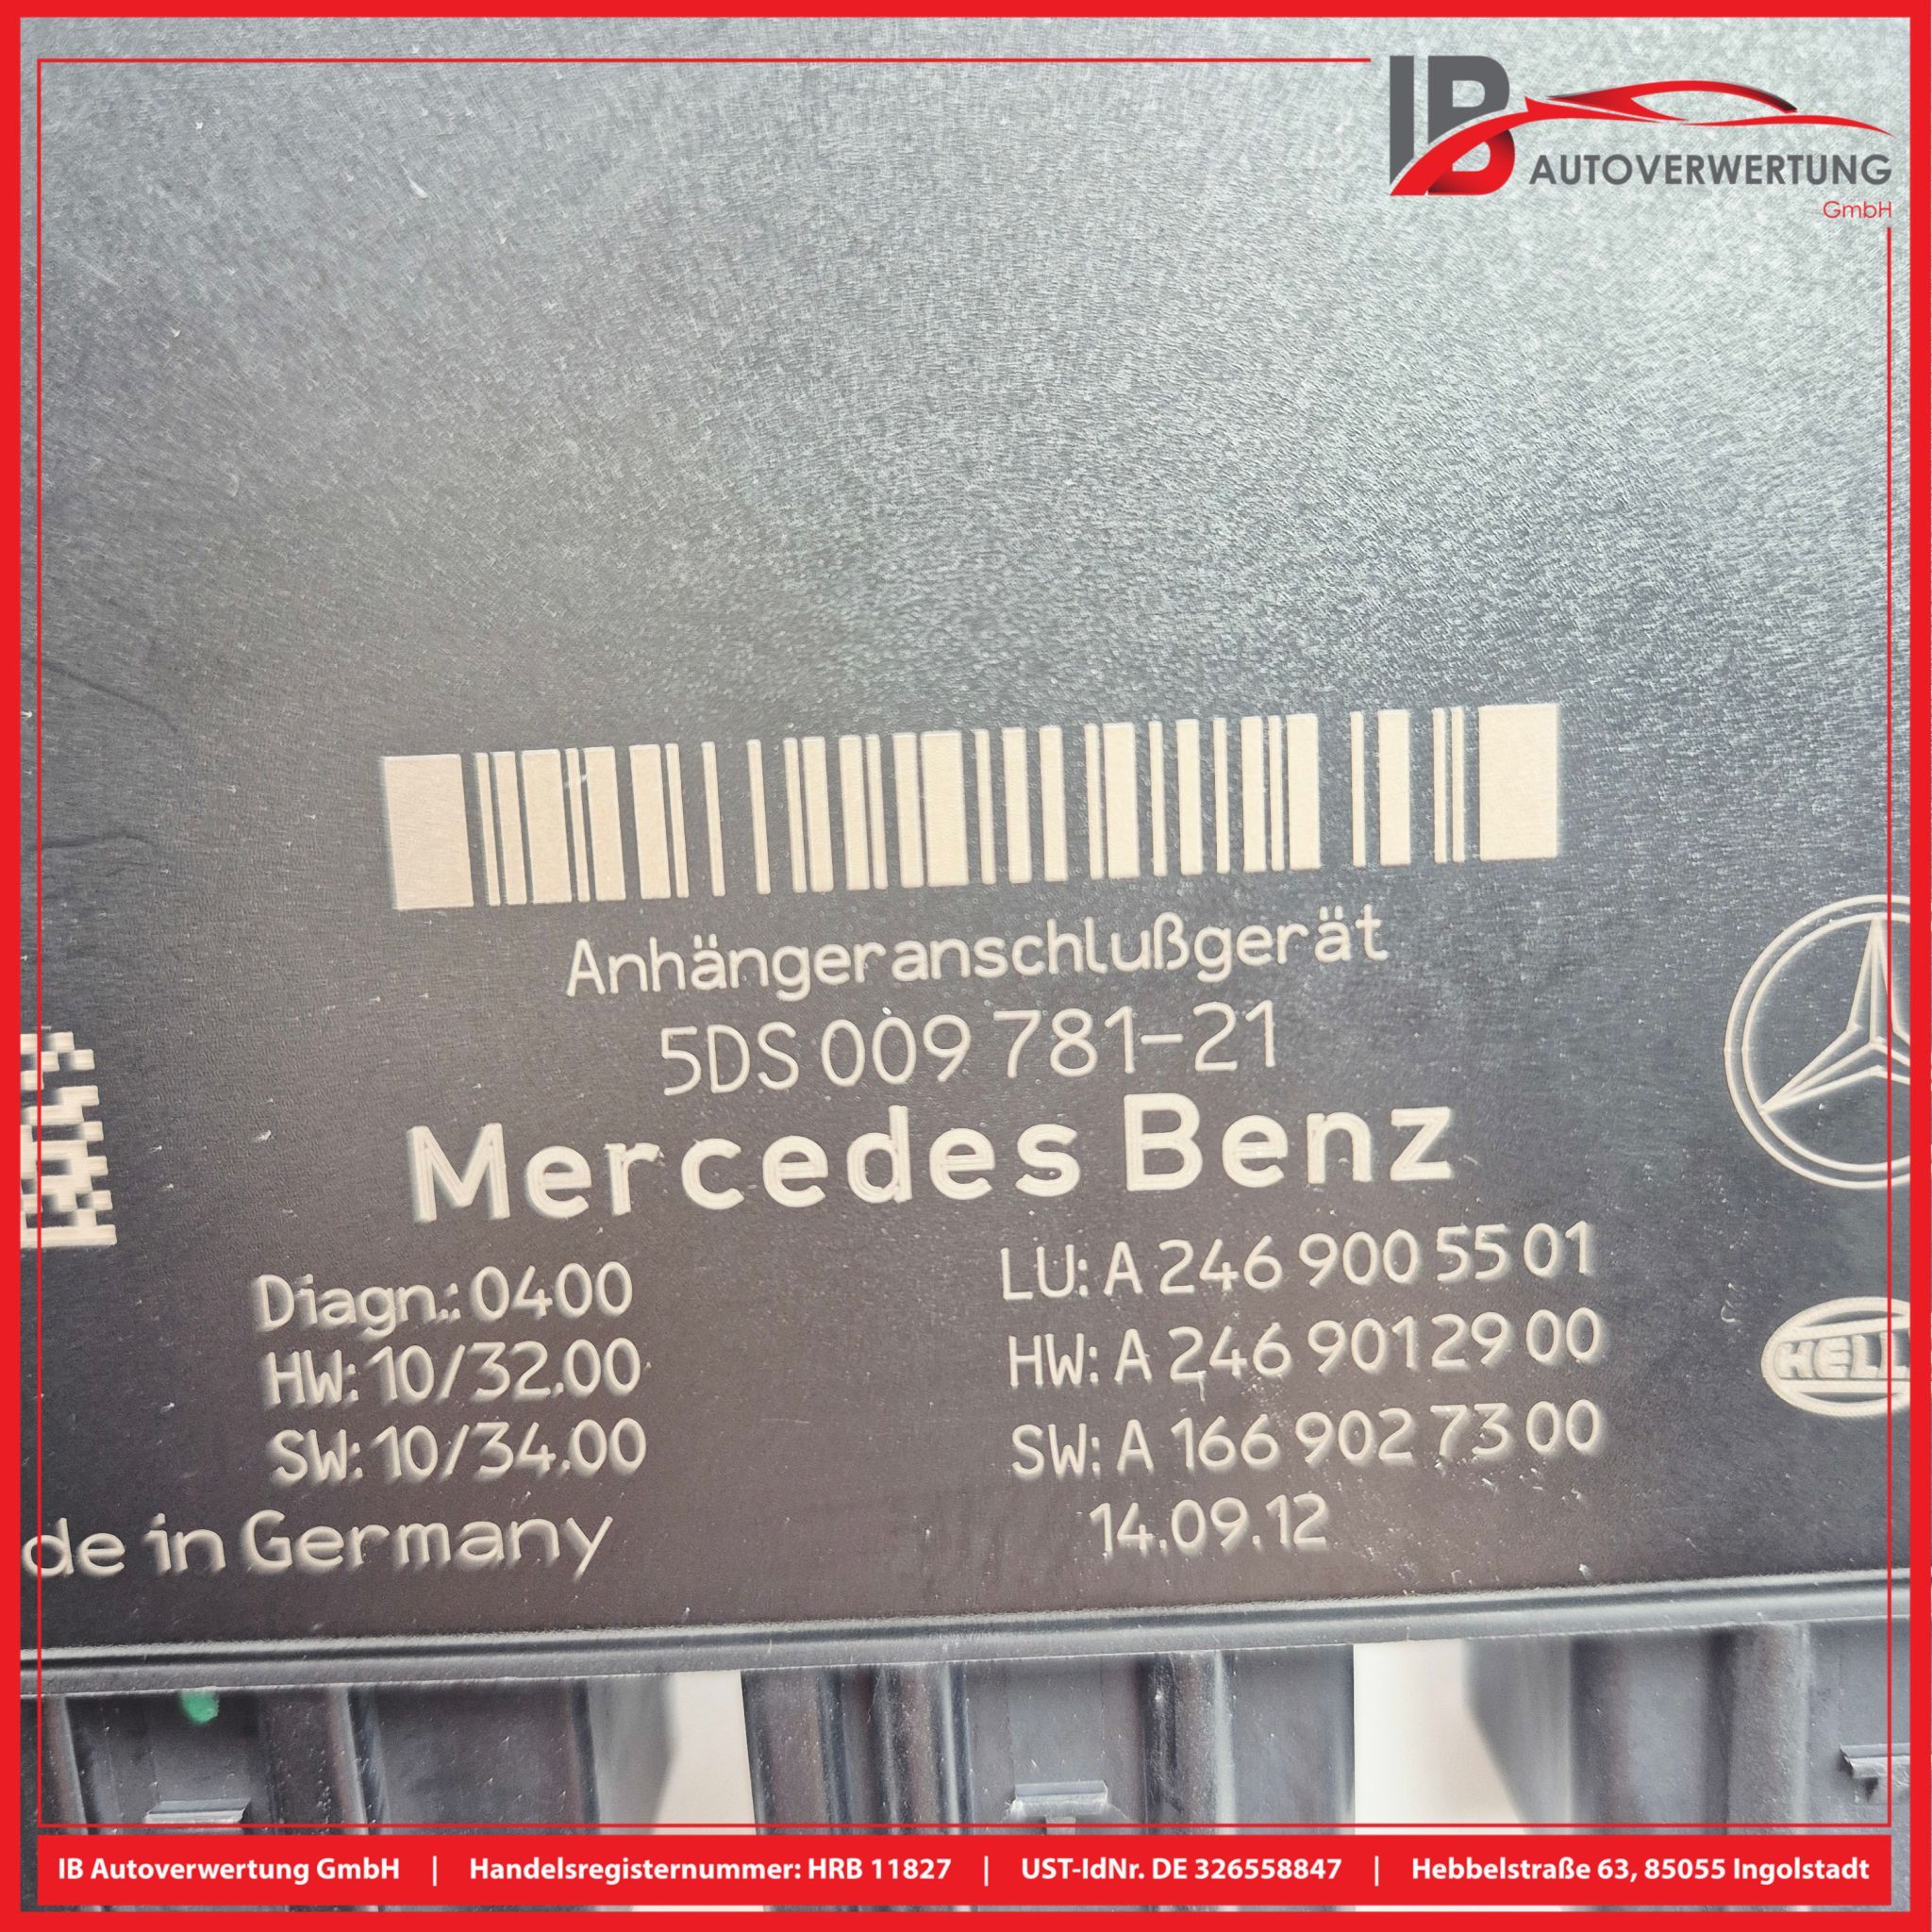 IB
AUTOVERWERTUNG
GmbH
Anhängeranschlußgerät
5DS 009 781-21
Mercedes Benz
Diagn.: 0400
HW: 10/32.00
SW: 10/34.00
de in Germany
LU: A 246 900 55 01
HW: A 246 901 29 00
SW: A 166 902 73 00
14.09.12
HELL
IB Autoverwertung GmbH | Handelsregisternummer: HRB 11827 | UST-IdNr. DE 326558847 | Hebbelstraße 63, 85055 Ingolstadt